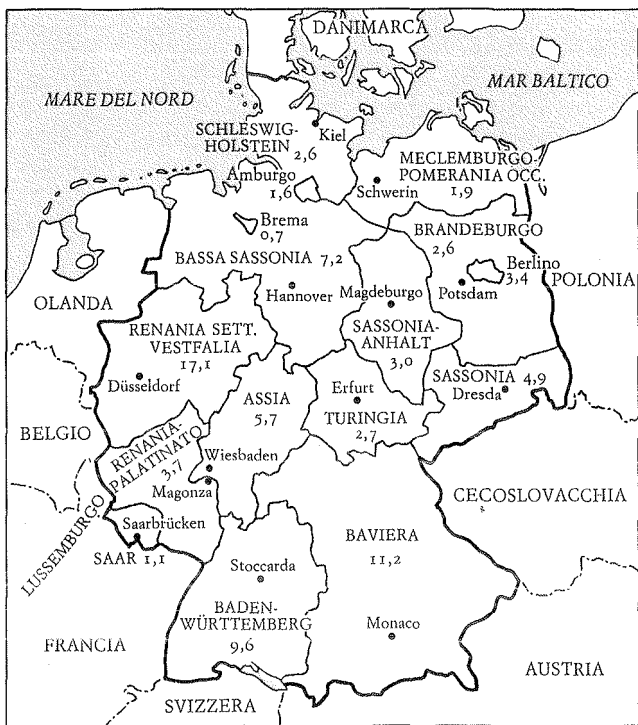 DANIMARCA
MARE DEL NORD
MAR BALTICO
SCHLESWIG-
HOLSTEIN
2,6
Kiel
Amburgo
1,6
MECLEMBURGO-
POMERANIA OCC.
1,9
Schwerin
Brema
0,7
BRANDEBURGO
2,6
Berlino
3,4
Potsdam
POLONIA
BASSA SASSONIA 7,2
Hannover
Magdeburgo
OLANDA
RENANIA SETT.
VESTFALIA
17,1
Düsseldorf
SASSONIA-
ANHALT
3,0
SASSONIA 4,9
Dresda
ASSIA
5,7
Erfurt
TURINGIA
2,7
BELGIO
RENANIA-
PALATINATO
3,7
Wiesbaden
Magonza
LUSSEMBURGO
CECOSLOVACCHIA
Saarbrücken
SAAR 1,1
BAVIERA
11,2
Stoccarda
BADEN-
WÜRTTEMBERG
9,6
Monaco
FRANCIA
SVIZZERA
AUSTRIA